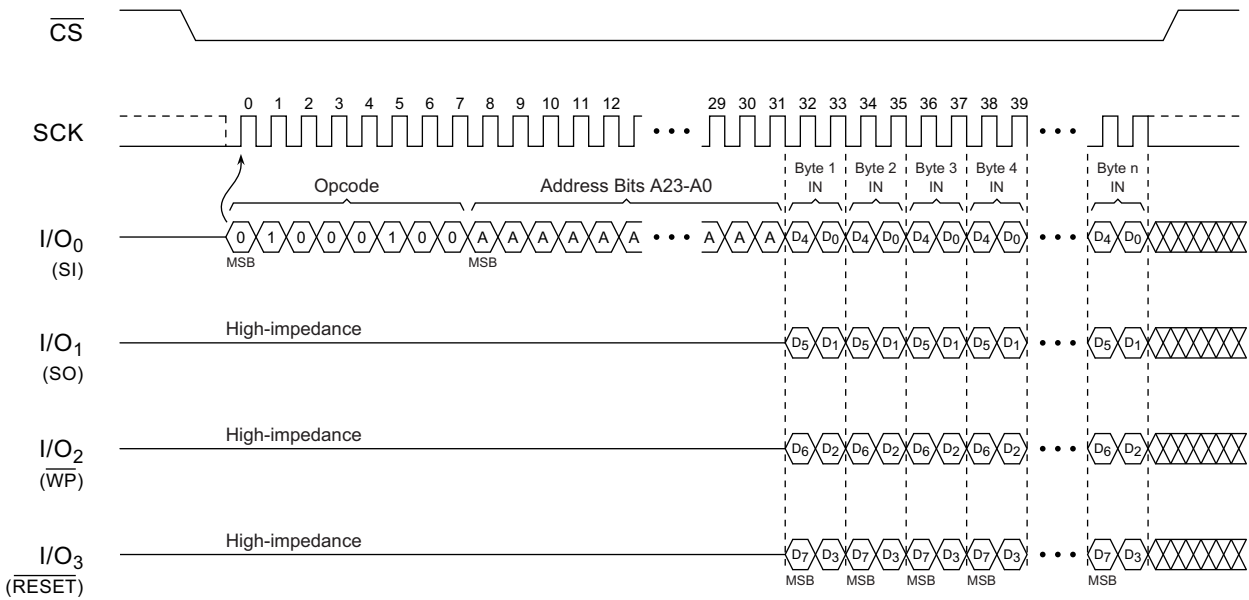 CS
0 1 2 3 4 5 6 7 8 9 10 11 12 29 30 31 32 33 34 35 36 37 38 39
SCK
Opcode
Address Bits A23-A0
Byte 1 IN
Byte 2 IN
Byte 3 IN
Byte 4 IN
Byte n IN
I/O0
(SI)
0 1 0 0 0 1 0 0 A A A A A A ••• A A A D4 D0 D4 D0 D4 D0 D4 D0 ••• D4 D0
MSB MSB
High-impedance
I/O1
(SO)
D5 D1 D5 D1 D5 D1 D5 D1 ••• D5 D1
High-impedance
I/O2
(WP)
D6 D2 D6 D2 D6 D2 D6 D2 ••• D6 D2
High-impedance
I/O3
(RESET)
D7 D3 D7 D3 D7 D3 D7 D3 ••• D7 D3
MSB MSB MSB MSB MSB